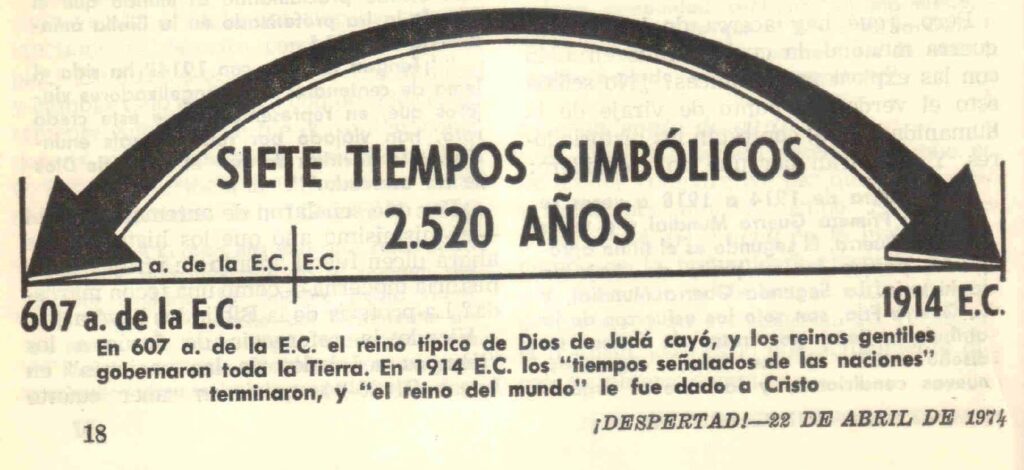 SIETE TIEMPOS SIMBÓLICOS
2.520 AÑOS
a. de la E.C. E.C.
607 a. de la E.C. 1914 E.C.
En 607 a. de la E.C. el reino típico de Dios de Judá cayó, y los reinos gentiles
gobernaron toda la Tierra. En 1914 E.C. los "tiempos señalados de las naciones"
terminaron, y "el reino del mundo" le fue dado a Cristo
18 ¡DESPERTAD!—22 DE ABRIL DE 1974